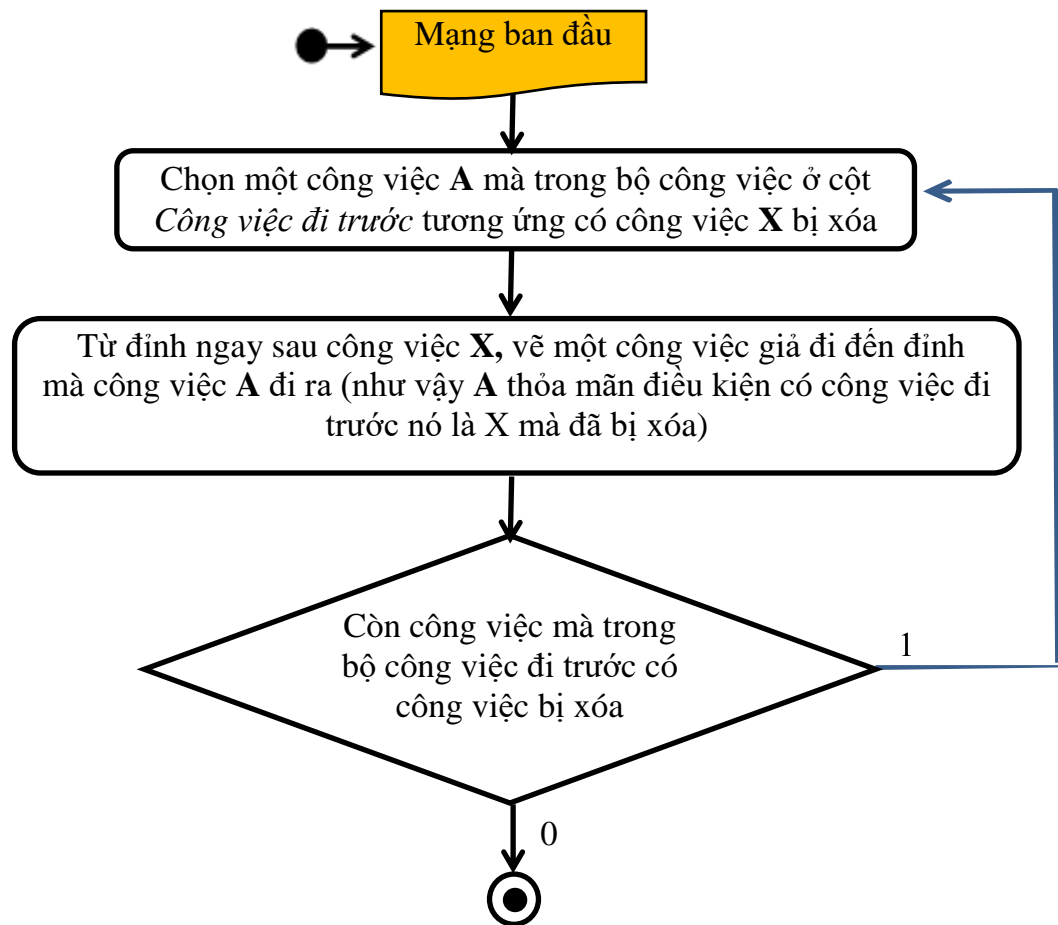 Mạng ban đầu
Chọn một công việc A mà trong bộ công việc ở cột
Công việc đi trước tương ứng có công việc X bị xóa
Từ đỉnh ngay sau công việc X, vẽ một công việc giả đi đến đỉnh
mà công việc A đi ra (như vậy A thỏa mãn điều kiện có công việc đi
trước nó là X mà đã bị xóa)
Còn công việc mà trong
bộ công việc đi trước có
công việc bị xóa
1
0